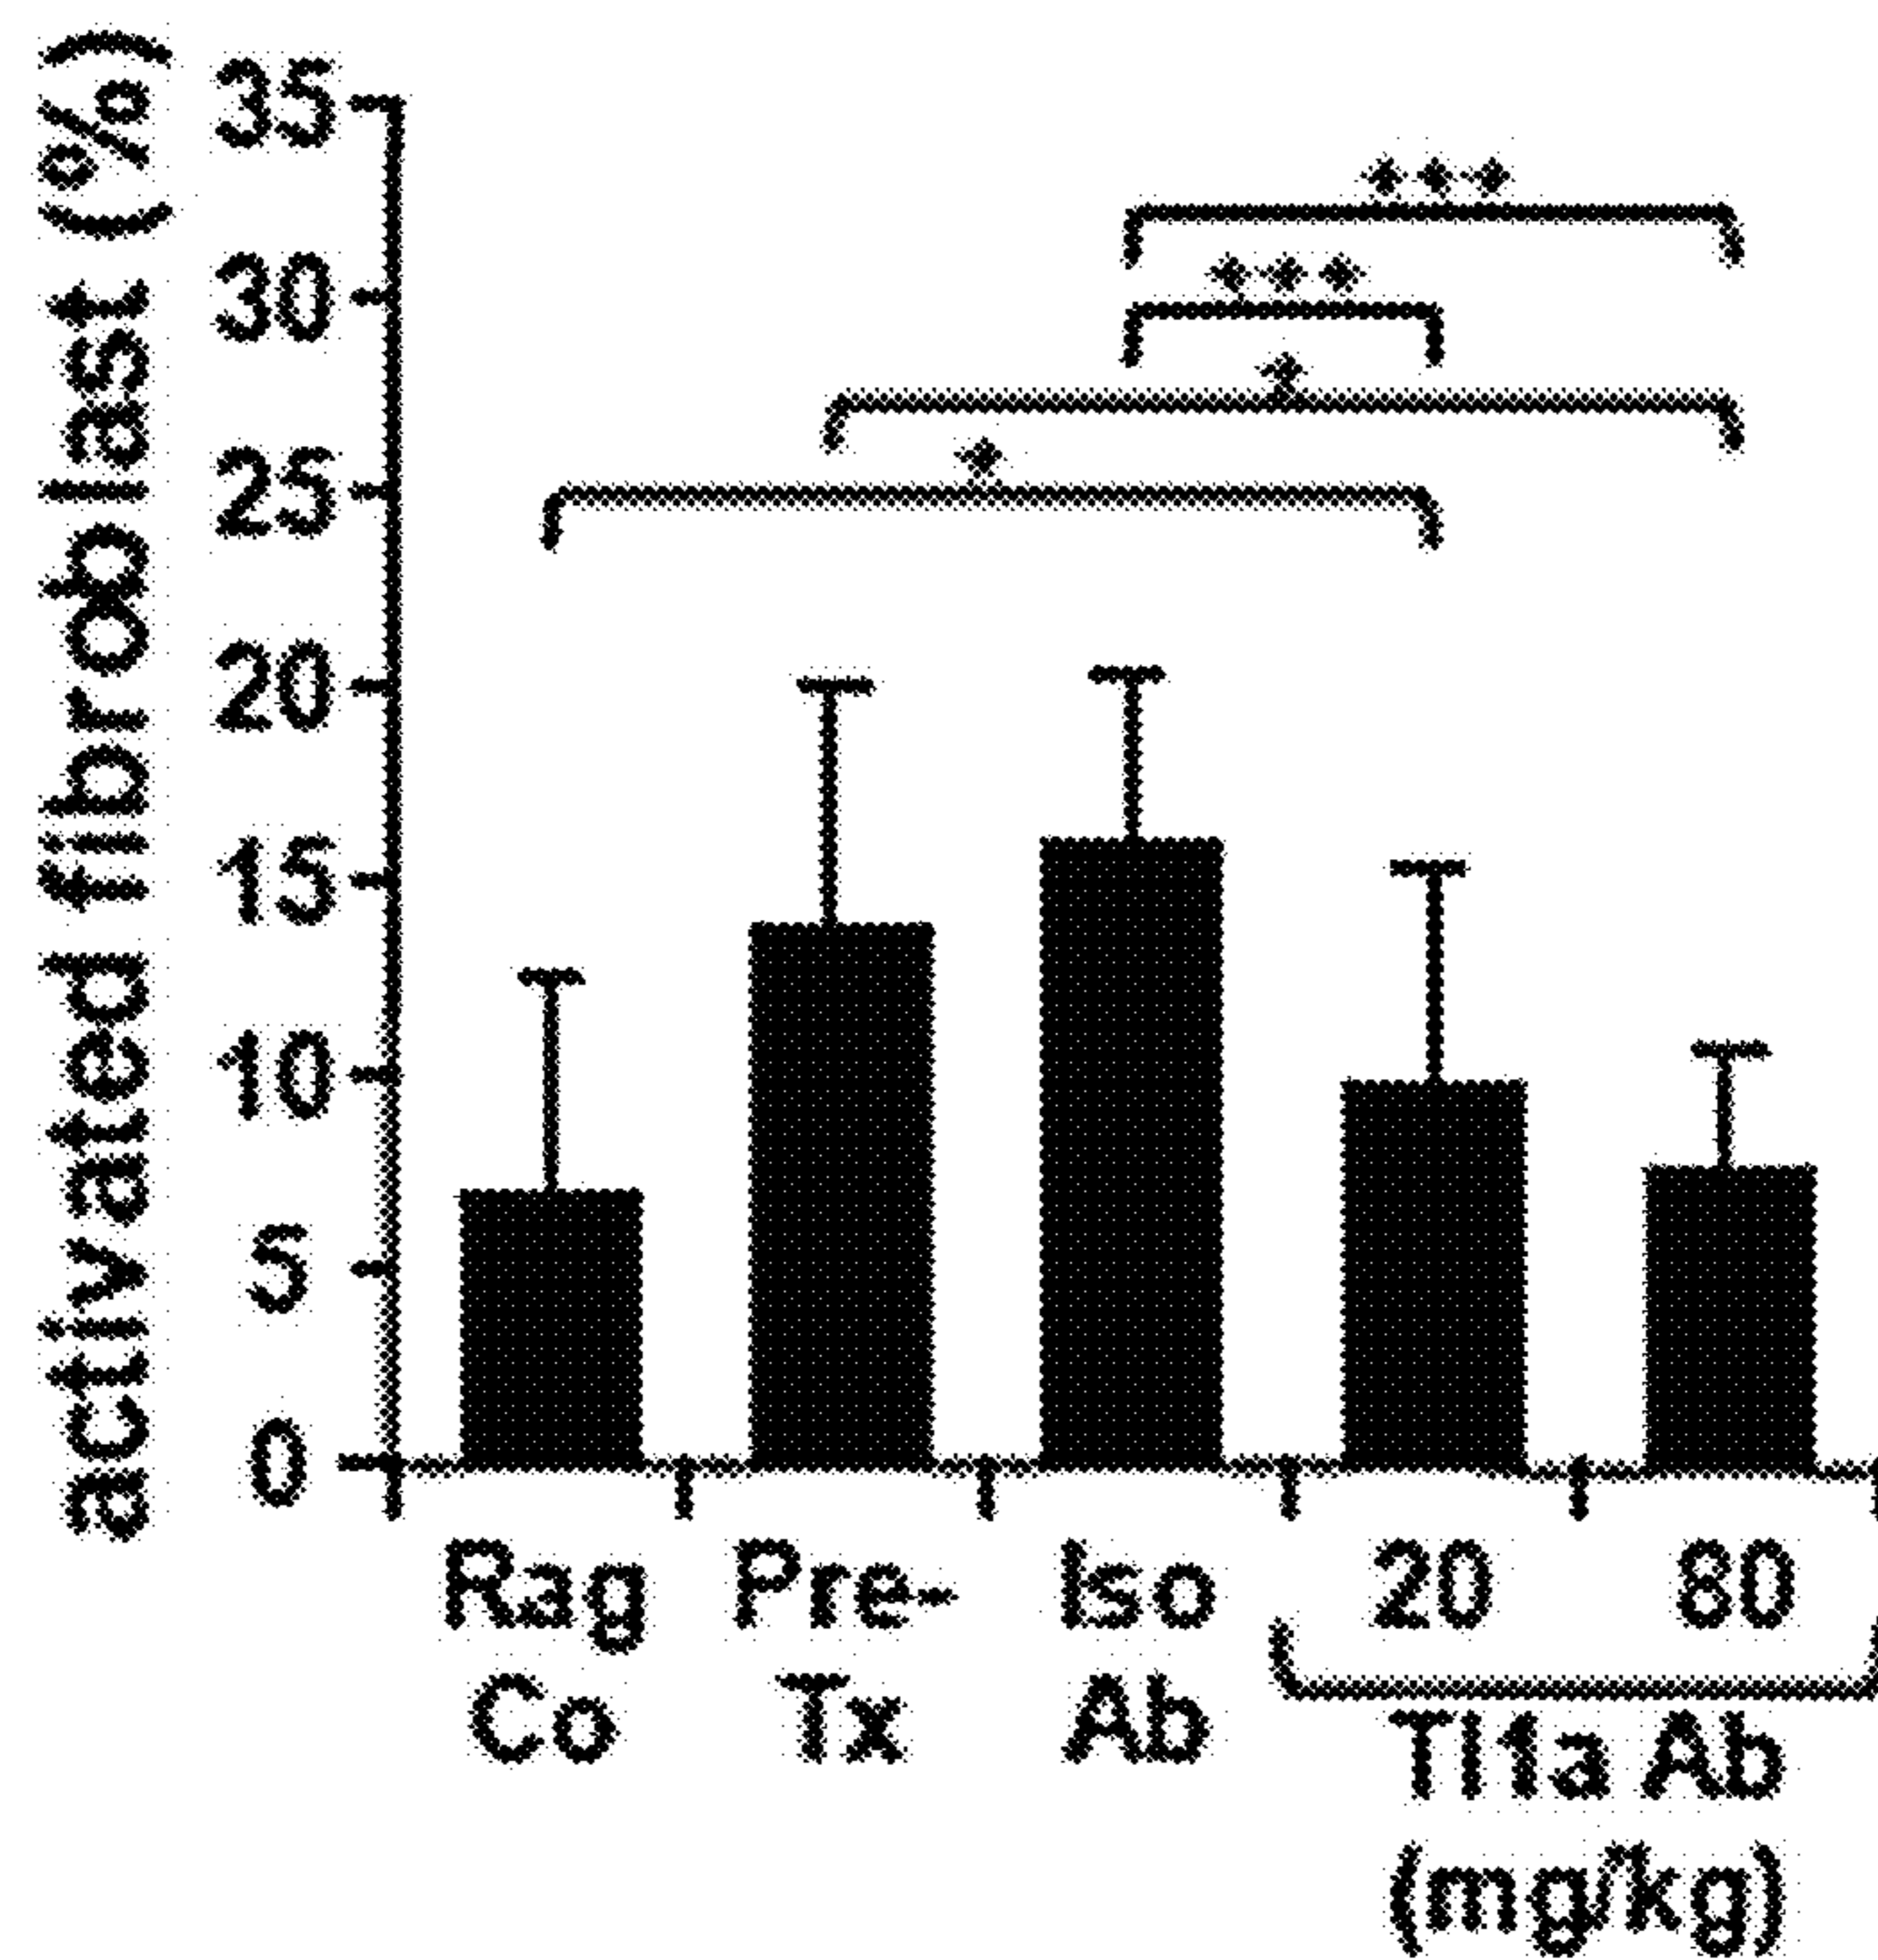 activated fibroblast (%)
35
30
25
20
15
10
5
0
***
***
*
*
Rag Co
Pre- Tx
Iso Ab
20
80
Tl1a Ab
(mg/kg)